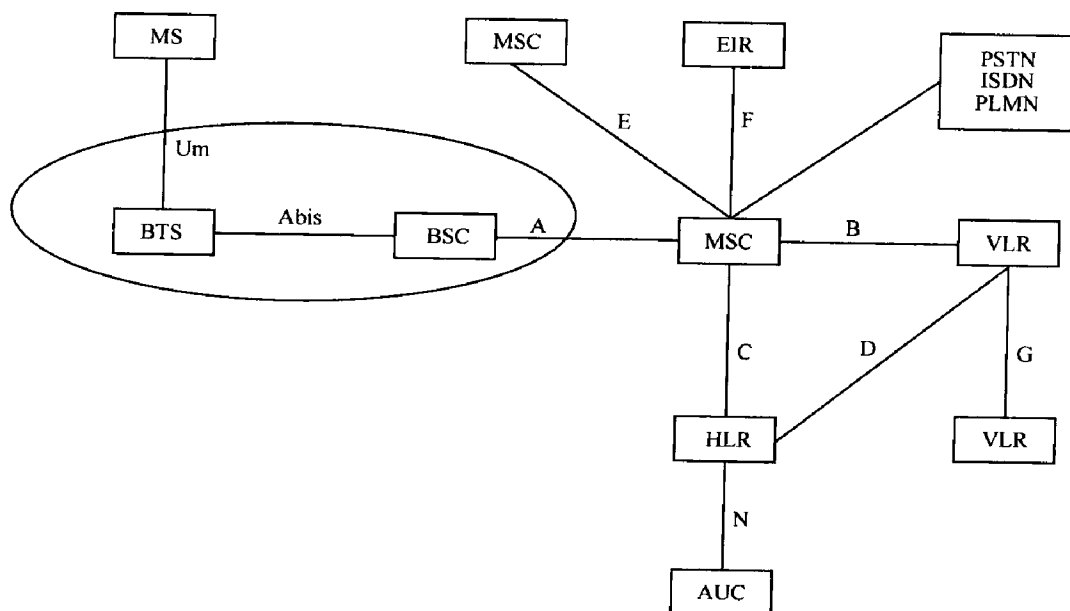 MS
MSC
EIR
PSTN
ISDN
PLMN
E
F
Um
BTS
Abis
BSC
A
MSC
B
VLR
C
D
G
HLR
VLR
N
AUC